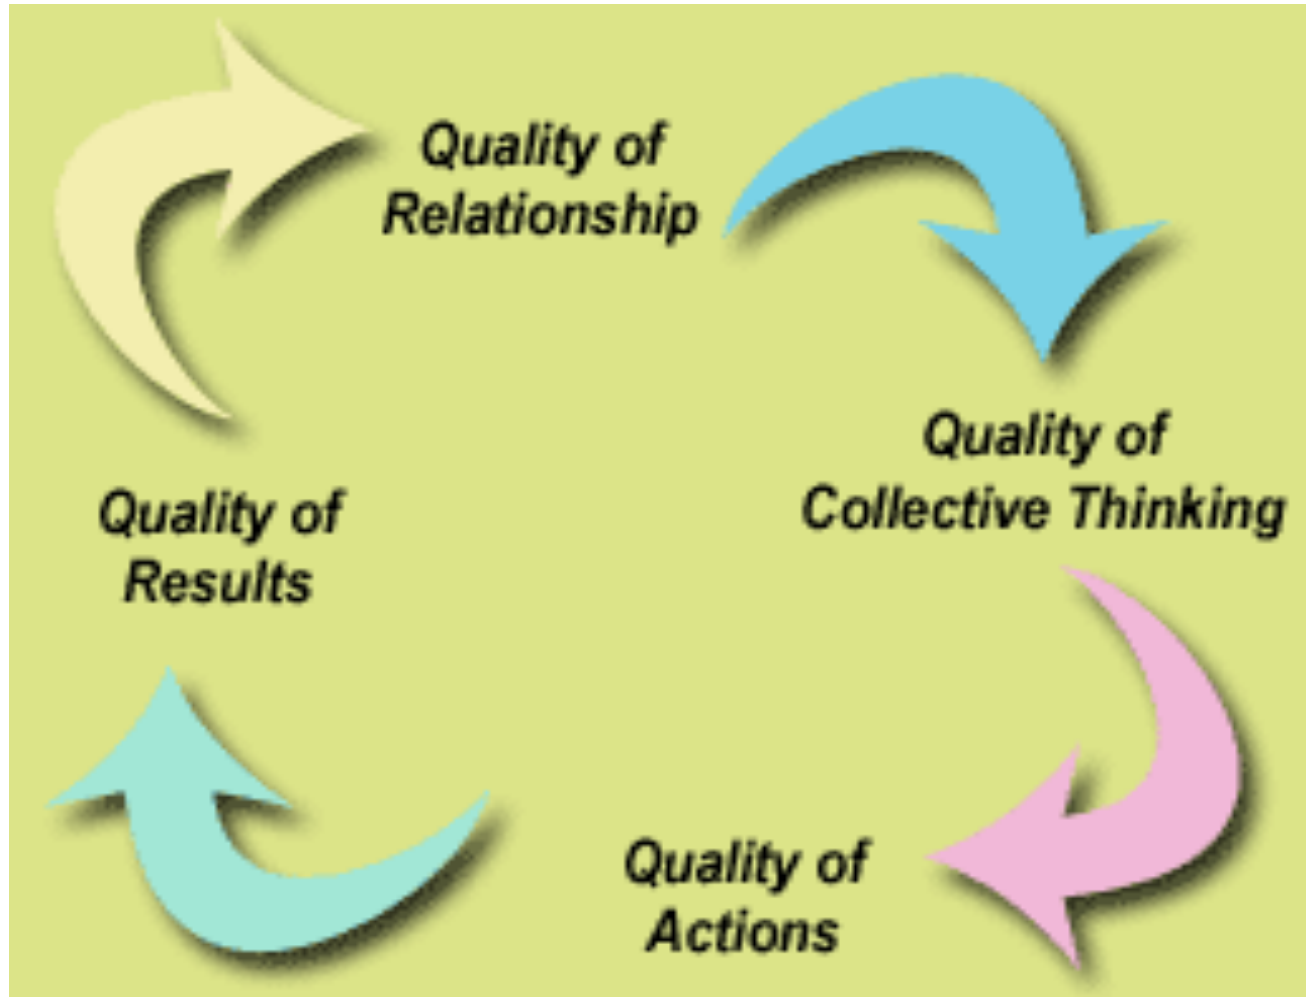 Quality of
Relationship
Quality of
Collective Thinking
Quality of
Actions
Quality of
Results